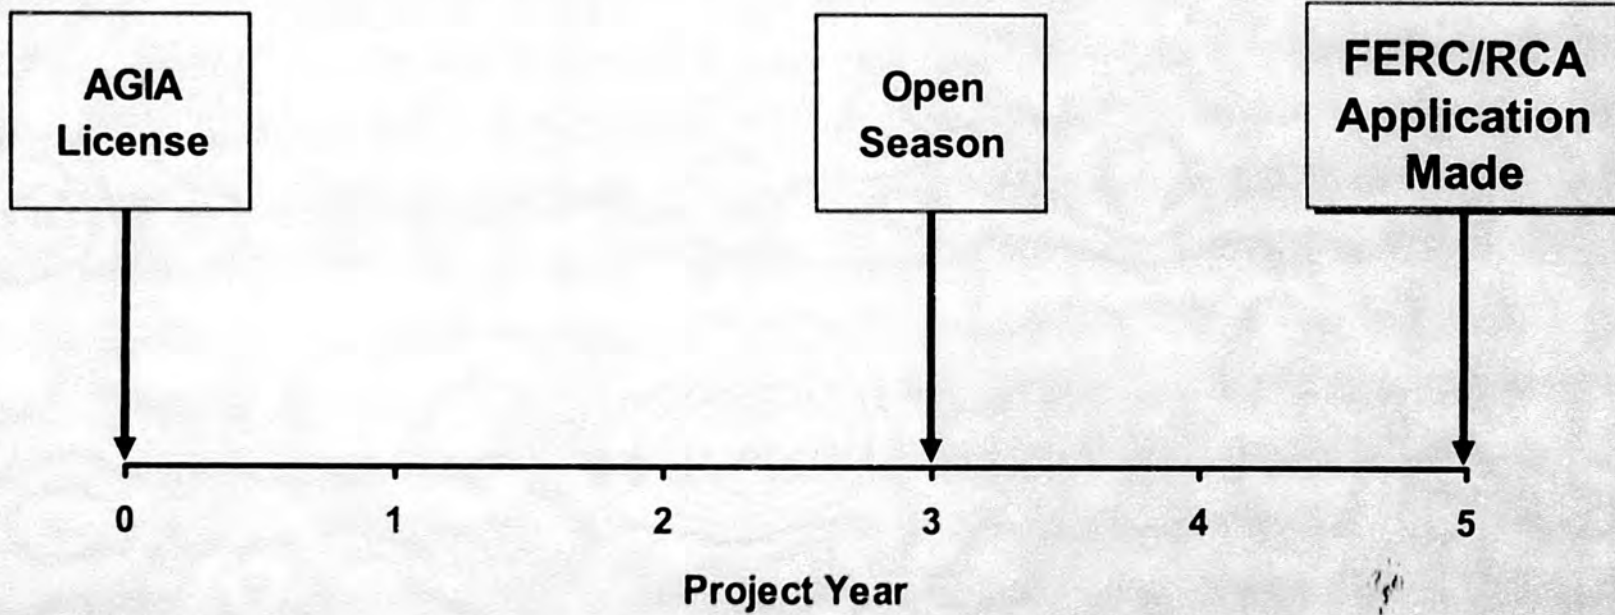 AGIA
License
Open
Season
FERC/RCA
Application
Made
0 1 2 3 4 5
Project Year